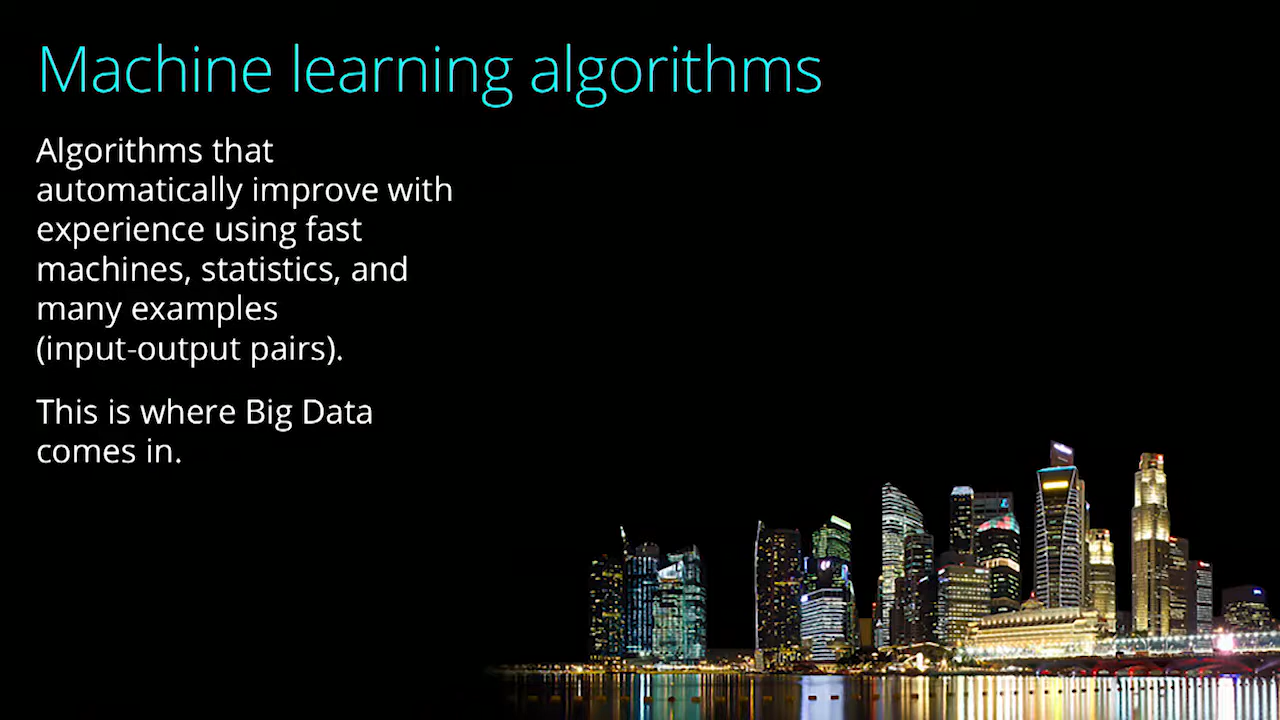 Machine learning algorithms
Algorithms that
automatically improve with
experience using fast
machines, statistics, and
many examples
(input-output pairs).
This is where Big Data
comes in.